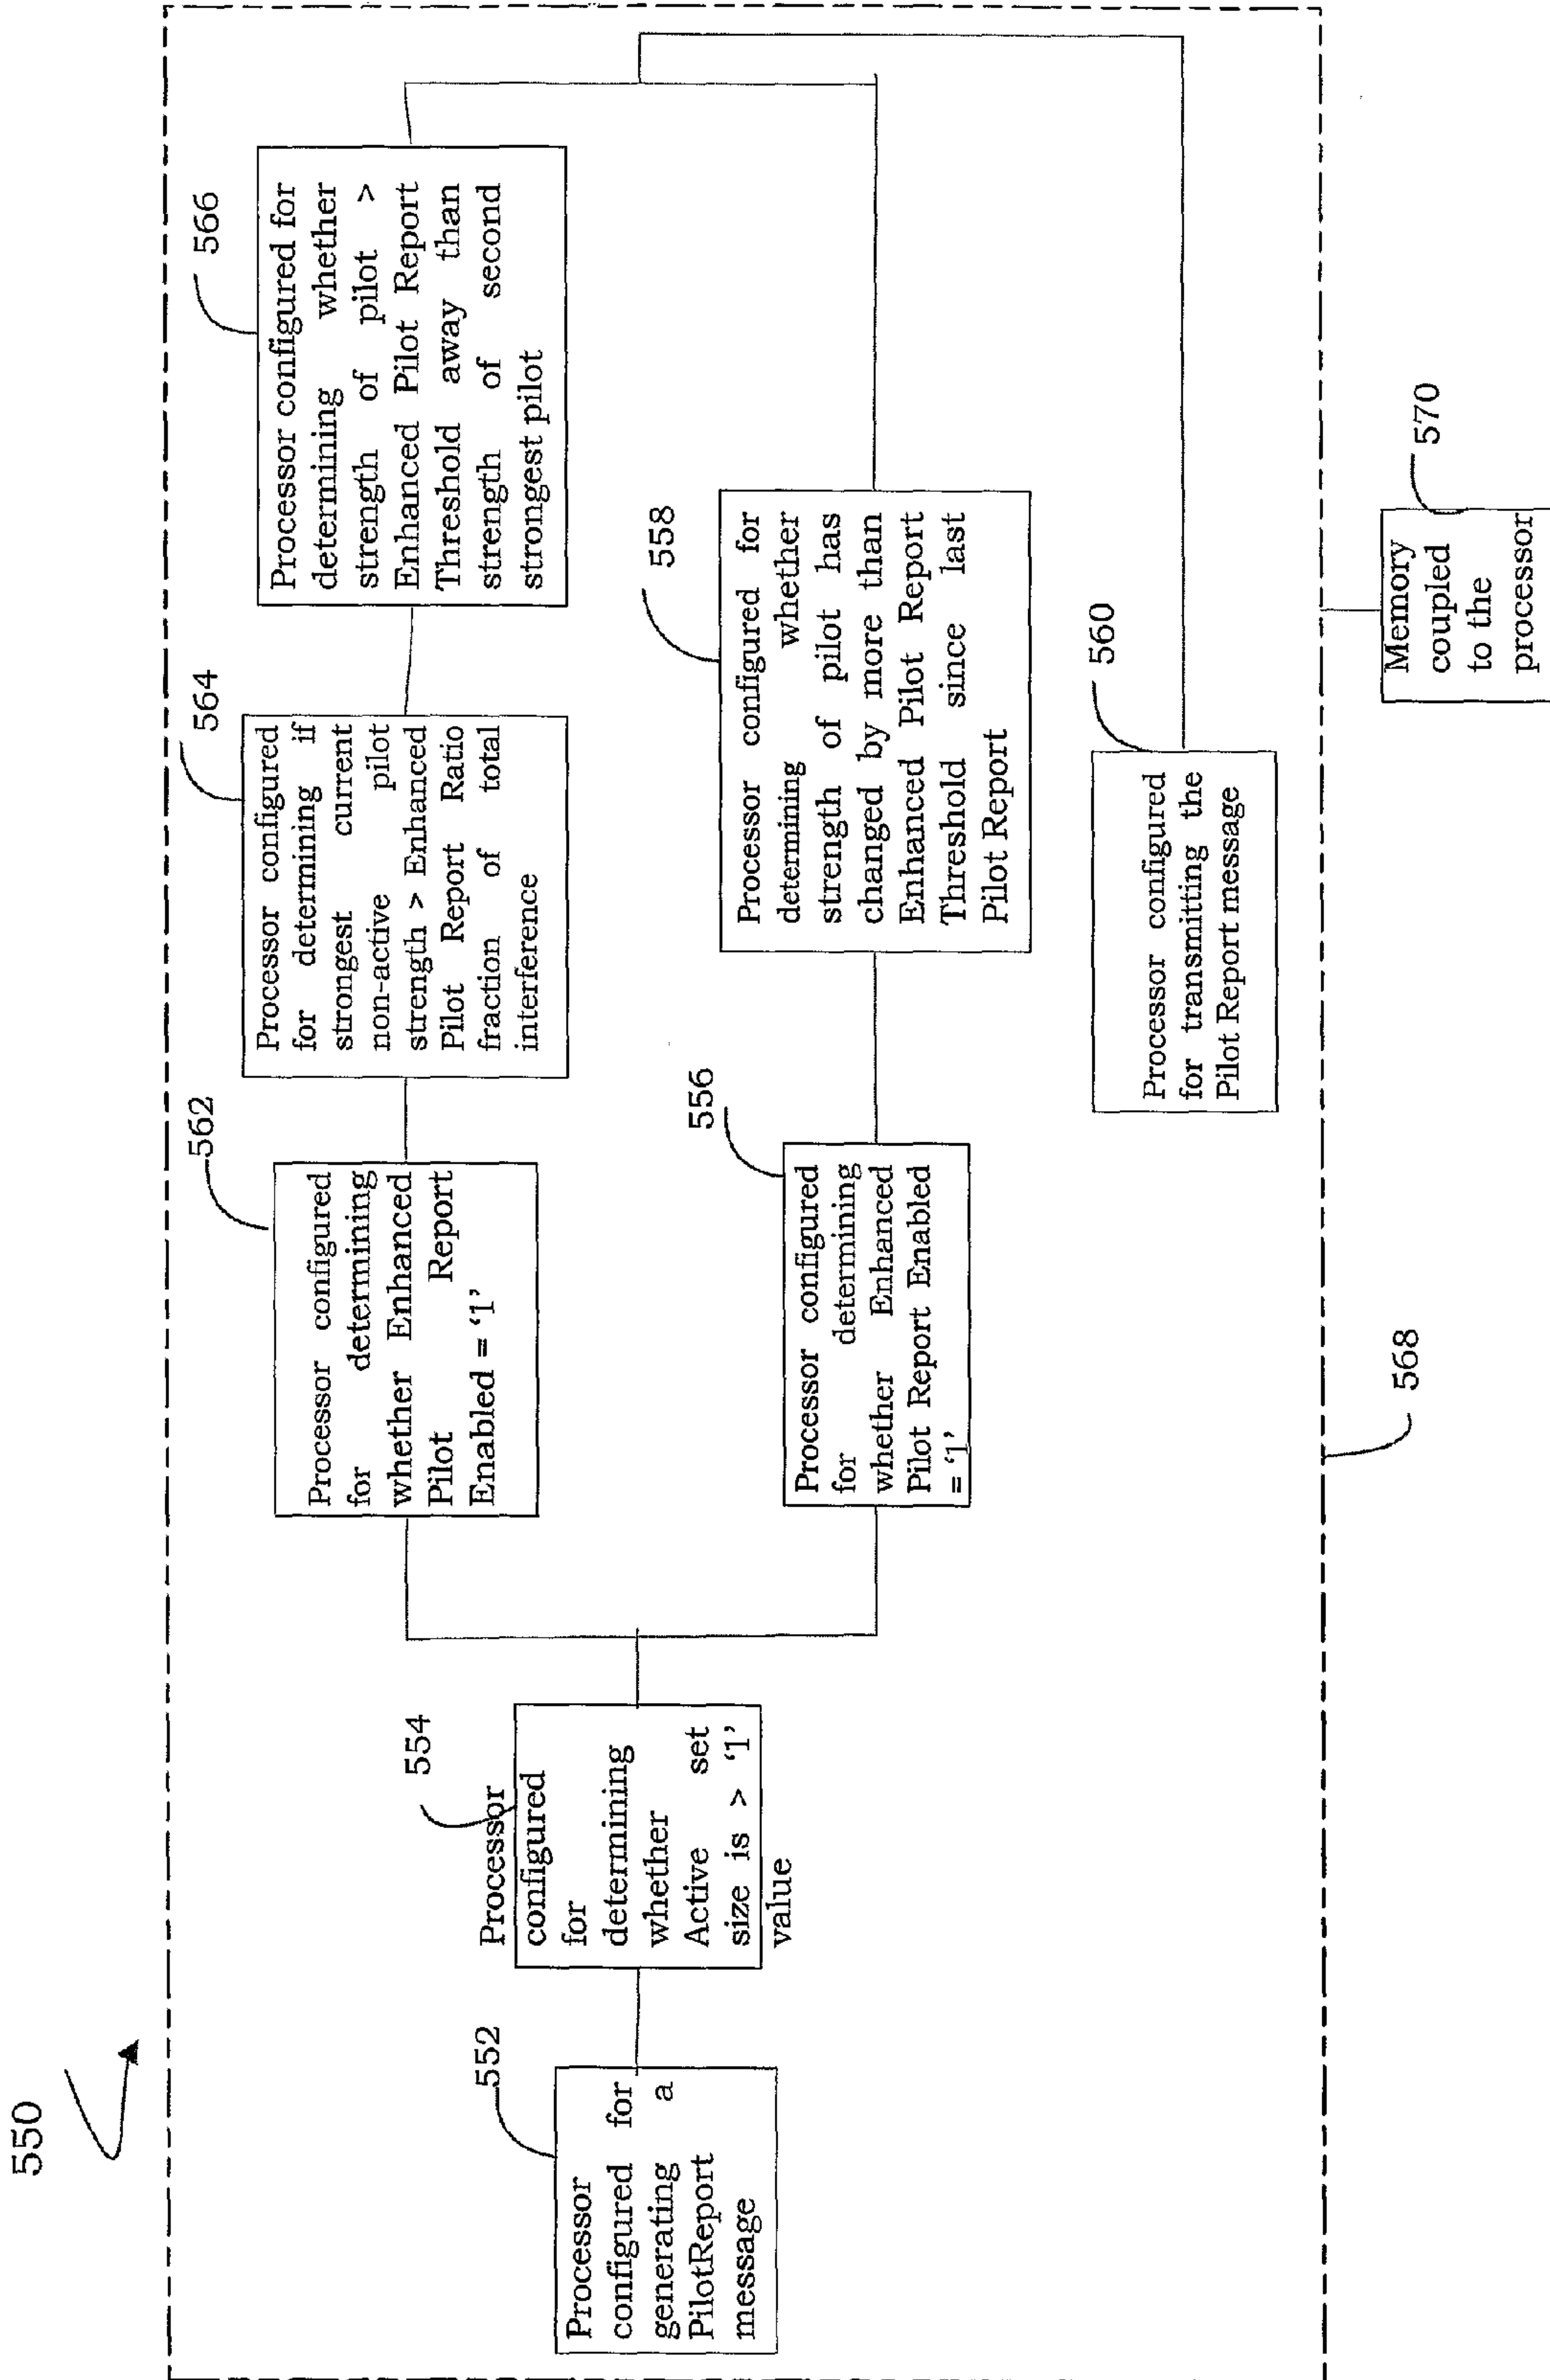 550
552
Processor
configured for
generating a
PilotReport
message
554
Processor
configured
for
determining
whether
Active set
size is > '1'
value
562
Processor configured
for determining
whether Enhanced
Pilot Report
Enabled = '1'
564
Processor configured
for determining if
strongest current
non-active pilot
strength > Enhanced
Pilot Report Ratio
fraction of total
interference
566
Processor configured for
determining whether
strength of pilot >
Enhanced Pilot Report
Threshold away than
strength of second
strongest pilot
556
Processor configured
for determining
whether Enhanced
Pilot Report Enabled
= '1'
558
Processor configured for
determining whether
strength of pilot has
changed by more than
Enhanced Pilot Report
Threshold since last
Pilot Report
560
Processor configured
for transmitting the
Pilot Report message
568
570
Memory
coupled
to the
processor